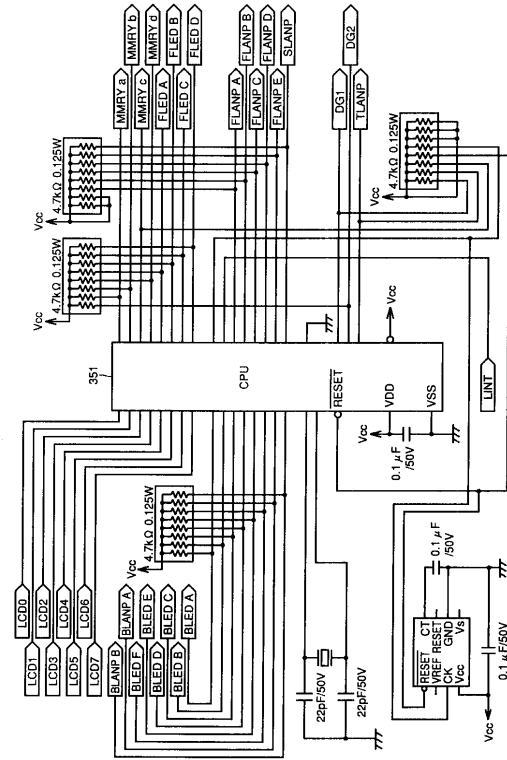 MMRY a
MMRY b
MMRY c
MMRY d
FLED A
FLED B
FLED C
FLED D
FLANP A
FLANP B
FLANP C
FLANP D
FLANP E
SLANP
DG1
DG2
TLANP
Vcc
4.7kΩ 0.125W
Vcc
4.7kΩ 0.125W
Vcc
4.7kΩ 0.125W
351
CPU
RESET
VDD
VSS
Vcc
Vcc
0.1μF
/50V
LINT
LCD0
LCD1
LCD2
LCD3
LCD4
LCD5
LCD6
LCD7
Vcc
4.7kΩ 0.125W
BLANP A
BLANP B
BLED E
BLED F
BLED C
BLED D
BLED A
BLED B
22pF/50V
22pF/50V
0.1μF
/50V
RESET CT
VREF RESET
CK GND
Vcc Vs
Vcc
0.1μF/50V